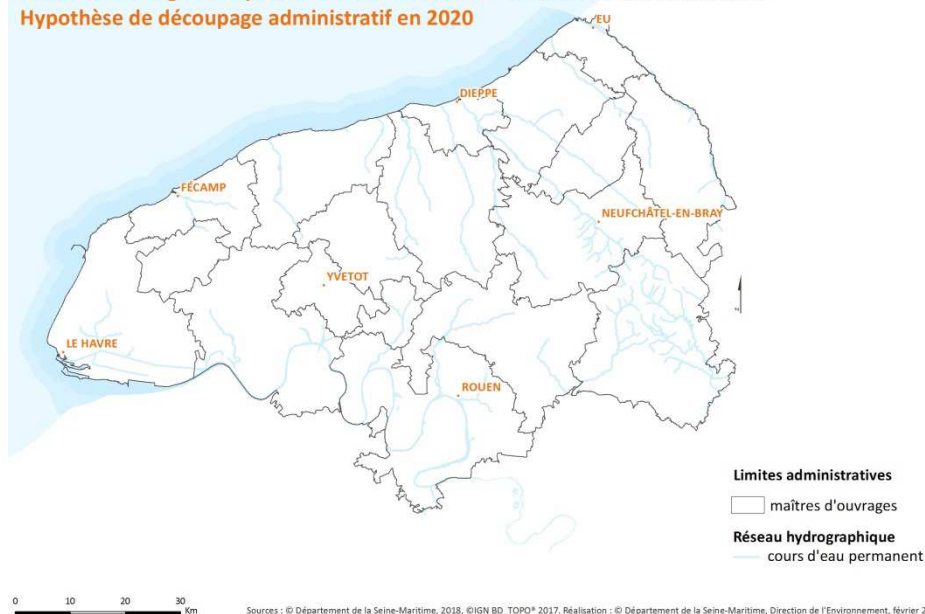 Hypothèse de découpage administratif en 2020
EU
DIEPPE
FÉCAMP
NEUFCHÂTEL-EN-BRAY
YVETOT
LE HAVRE
ROUEN
Limites administratives
maîtres d'ouvrages
Réseau hydrographique
cours d'eau permanent
0 10 20 30
Km
Sources : © Département de la Seine-Maritime, 2018, ©IGN BD TOPO® 2017. Réalisation : © Département de la Seine-Maritime, Direction de l'Environnement, février 2